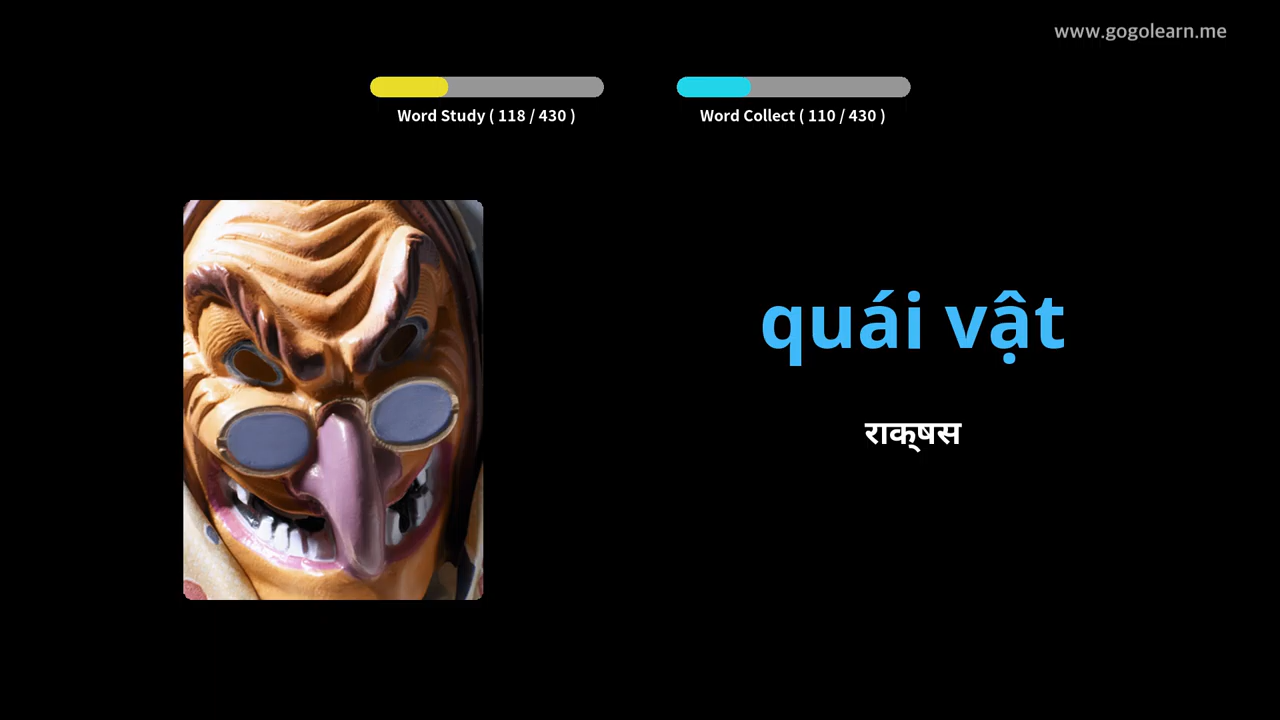 www.gogolearn.me
Word Study ( 118 / 430 )
Word Collect ( 110 / 430 )
quái vật
राक्षस